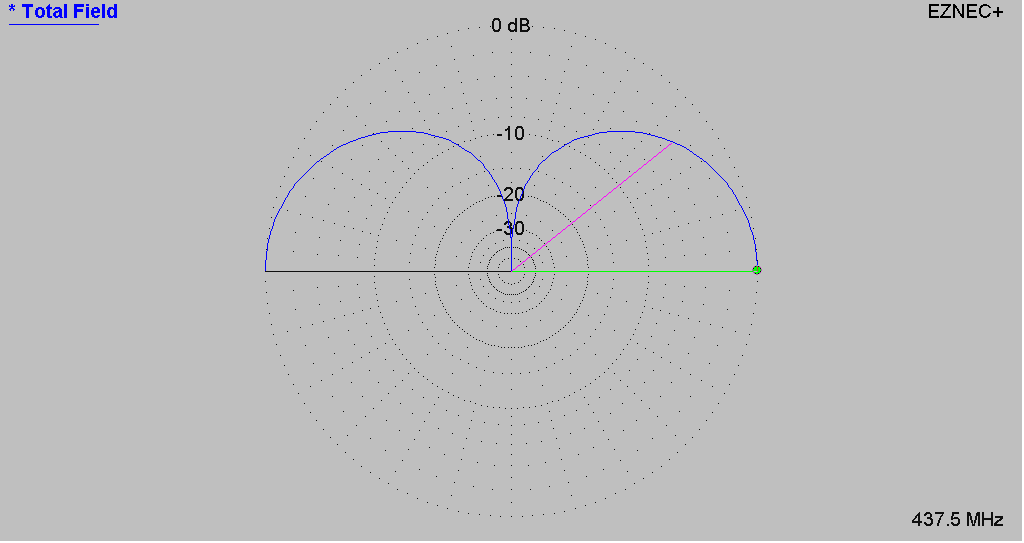 * Total Field
EZNEC+
0 dB
-10
-20
-30
437.5 MHz